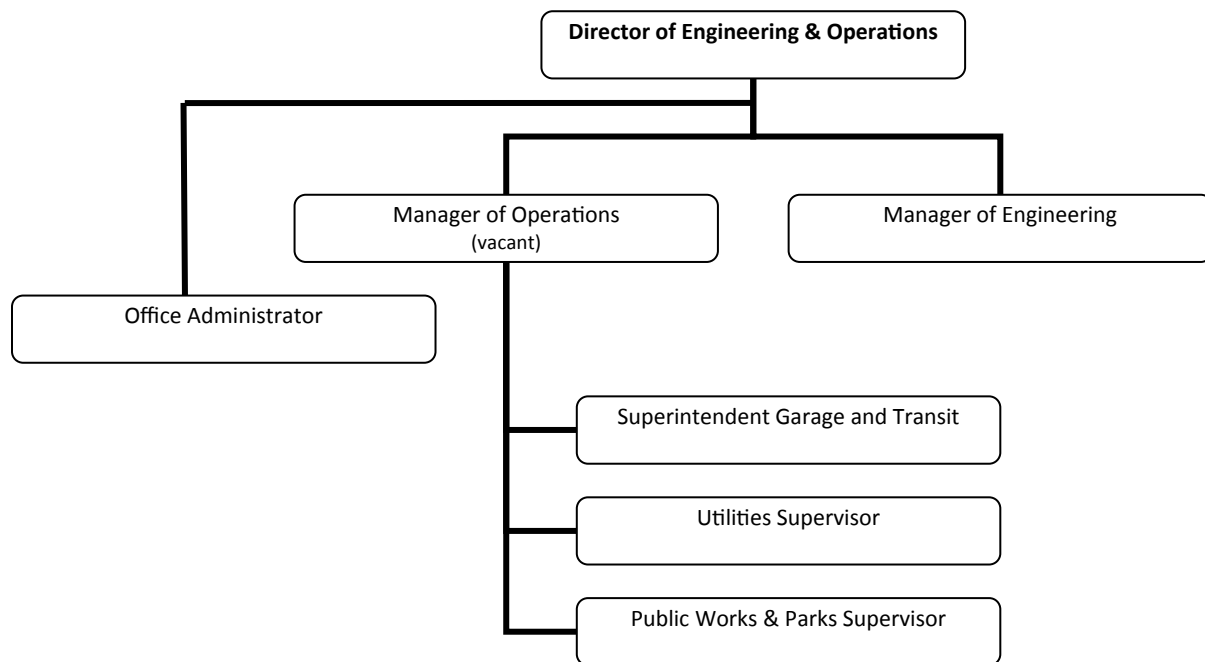 Director of Engineering & Operations
Manager of Operations
(vacant)
Manager of Engineering
Office Administrator
Superintendent Garage and Transit
Utilities Supervisor
Public Works & Parks Supervisor